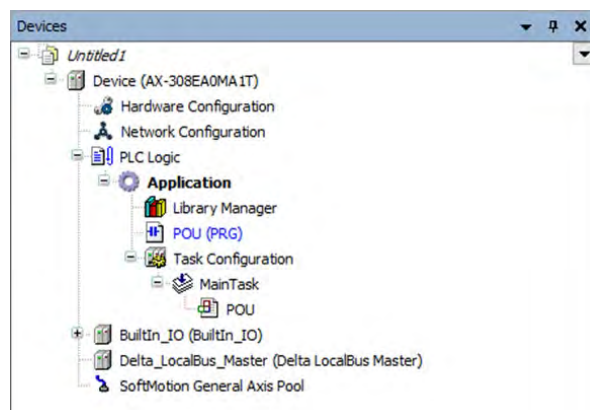 Devices
Untitled1
Device (AX-308EA0MA1T)
Hardware Configuration
Network Configuration
PLC Logic
Application
Library Manager
POU (PRG)
Task Configuration
MainTask
POU
BuiltIn_IO (BuiltIn_IO)
Delta_LocalBus_Master (Delta LocalBus Master)
SoftMotion General Axis Pool